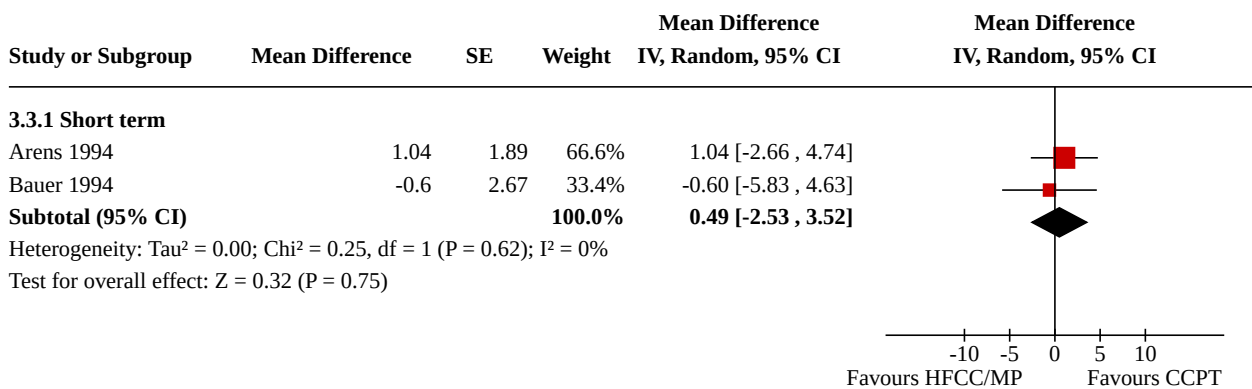 Mean Difference Mean Difference
Study or Subgroup Mean Difference SE Weight IV, Random, 95% CI IV, Random, 95% CI
3.3.1 Short term
Arens 1994 1.04 1.89 66.6% 1.04 [-2.66 , 4.74]
Bauer 1994 -0.6 2.67 33.4% -0.60 [-5.83 , 4.63]
Subtotal (95% CI) 100.0% 0.49 [-2.53 , 3.52]
Heterogeneity: Tau² = 0.00; Chi² = 0.25, df = 1 (P = 0.62); I² = 0%
Test for overall effect: Z = 0.32 (P = 0.75)
-10 -5 0 5 10
Favours HFCC/MP Favours CCPT